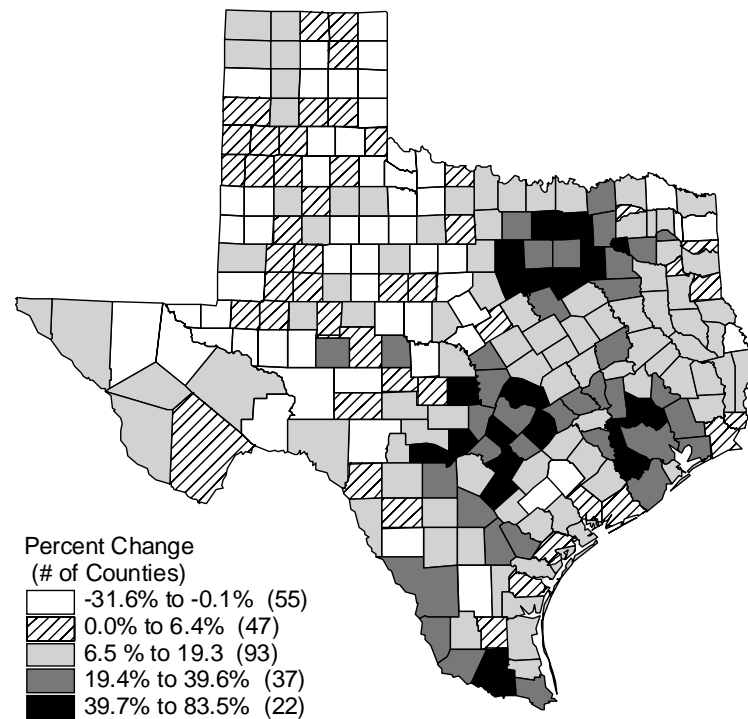 Percent Change
(# of Counties)
-31.6% to -0.1% (55)
0.0% to 6.4% (47)
6.5 % to 19.3 (93)
19.4% to 39.6% (37)
39.7% to 83.5% (22)